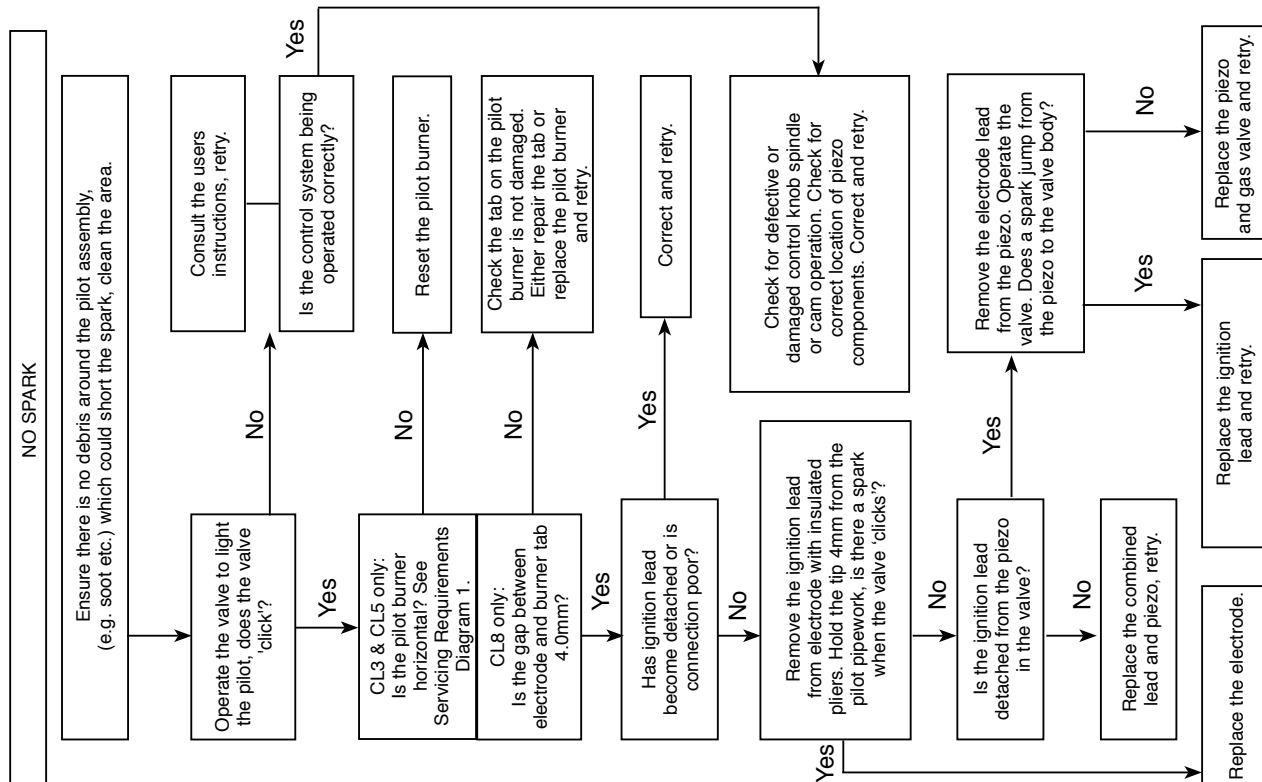 NO SPARK
Ensure there is no debris around the pilot assembly,
(e.g. soot etc.) which could short the spark, clean the area.
Operate the valve to light
the pilot, does the valve
'click'?
No
Consult the users
instructions, retry.
Is the control system being
operated correctly?
Yes
Yes
CL3 & CL5 only:
Is the pilot burner
horizontal? See
Servicing Requirements
Diagram 1.
No
Reset the pilot burner.
CL8 only:
Is the gap between
electrode and burner tab
4.0mm?
No
Check the tab on the pilot
burner is not damaged.
Either repair the tab or
replace the pilot burner
and retry.
Yes
Has ignition lead
become detached or is
connection poor?
Yes
Correct and retry.
No
Remove the ignition lead
from electrode with insulated
pliers. Hold the tip 4mm from the
pilot pipework, is there a spark
when the valve 'clicks'?
Check for defective or
damaged control knob spindle
or cam operation. Check for
correct location of piezo
components. Correct and retry.
Yes
No
Is the ignition lead
detached from the piezo
in the valve?
Yes
Remove the electrode lead
from the piezo. Operate the
valve. Does a spark jump from
the piezo to the valve body?
No
Replace the combined
lead and piezo, retry.
Yes
No
Replace the electrode.
Replace the ignition
lead and retry.
Replace the piezo
and gas valve and retry.